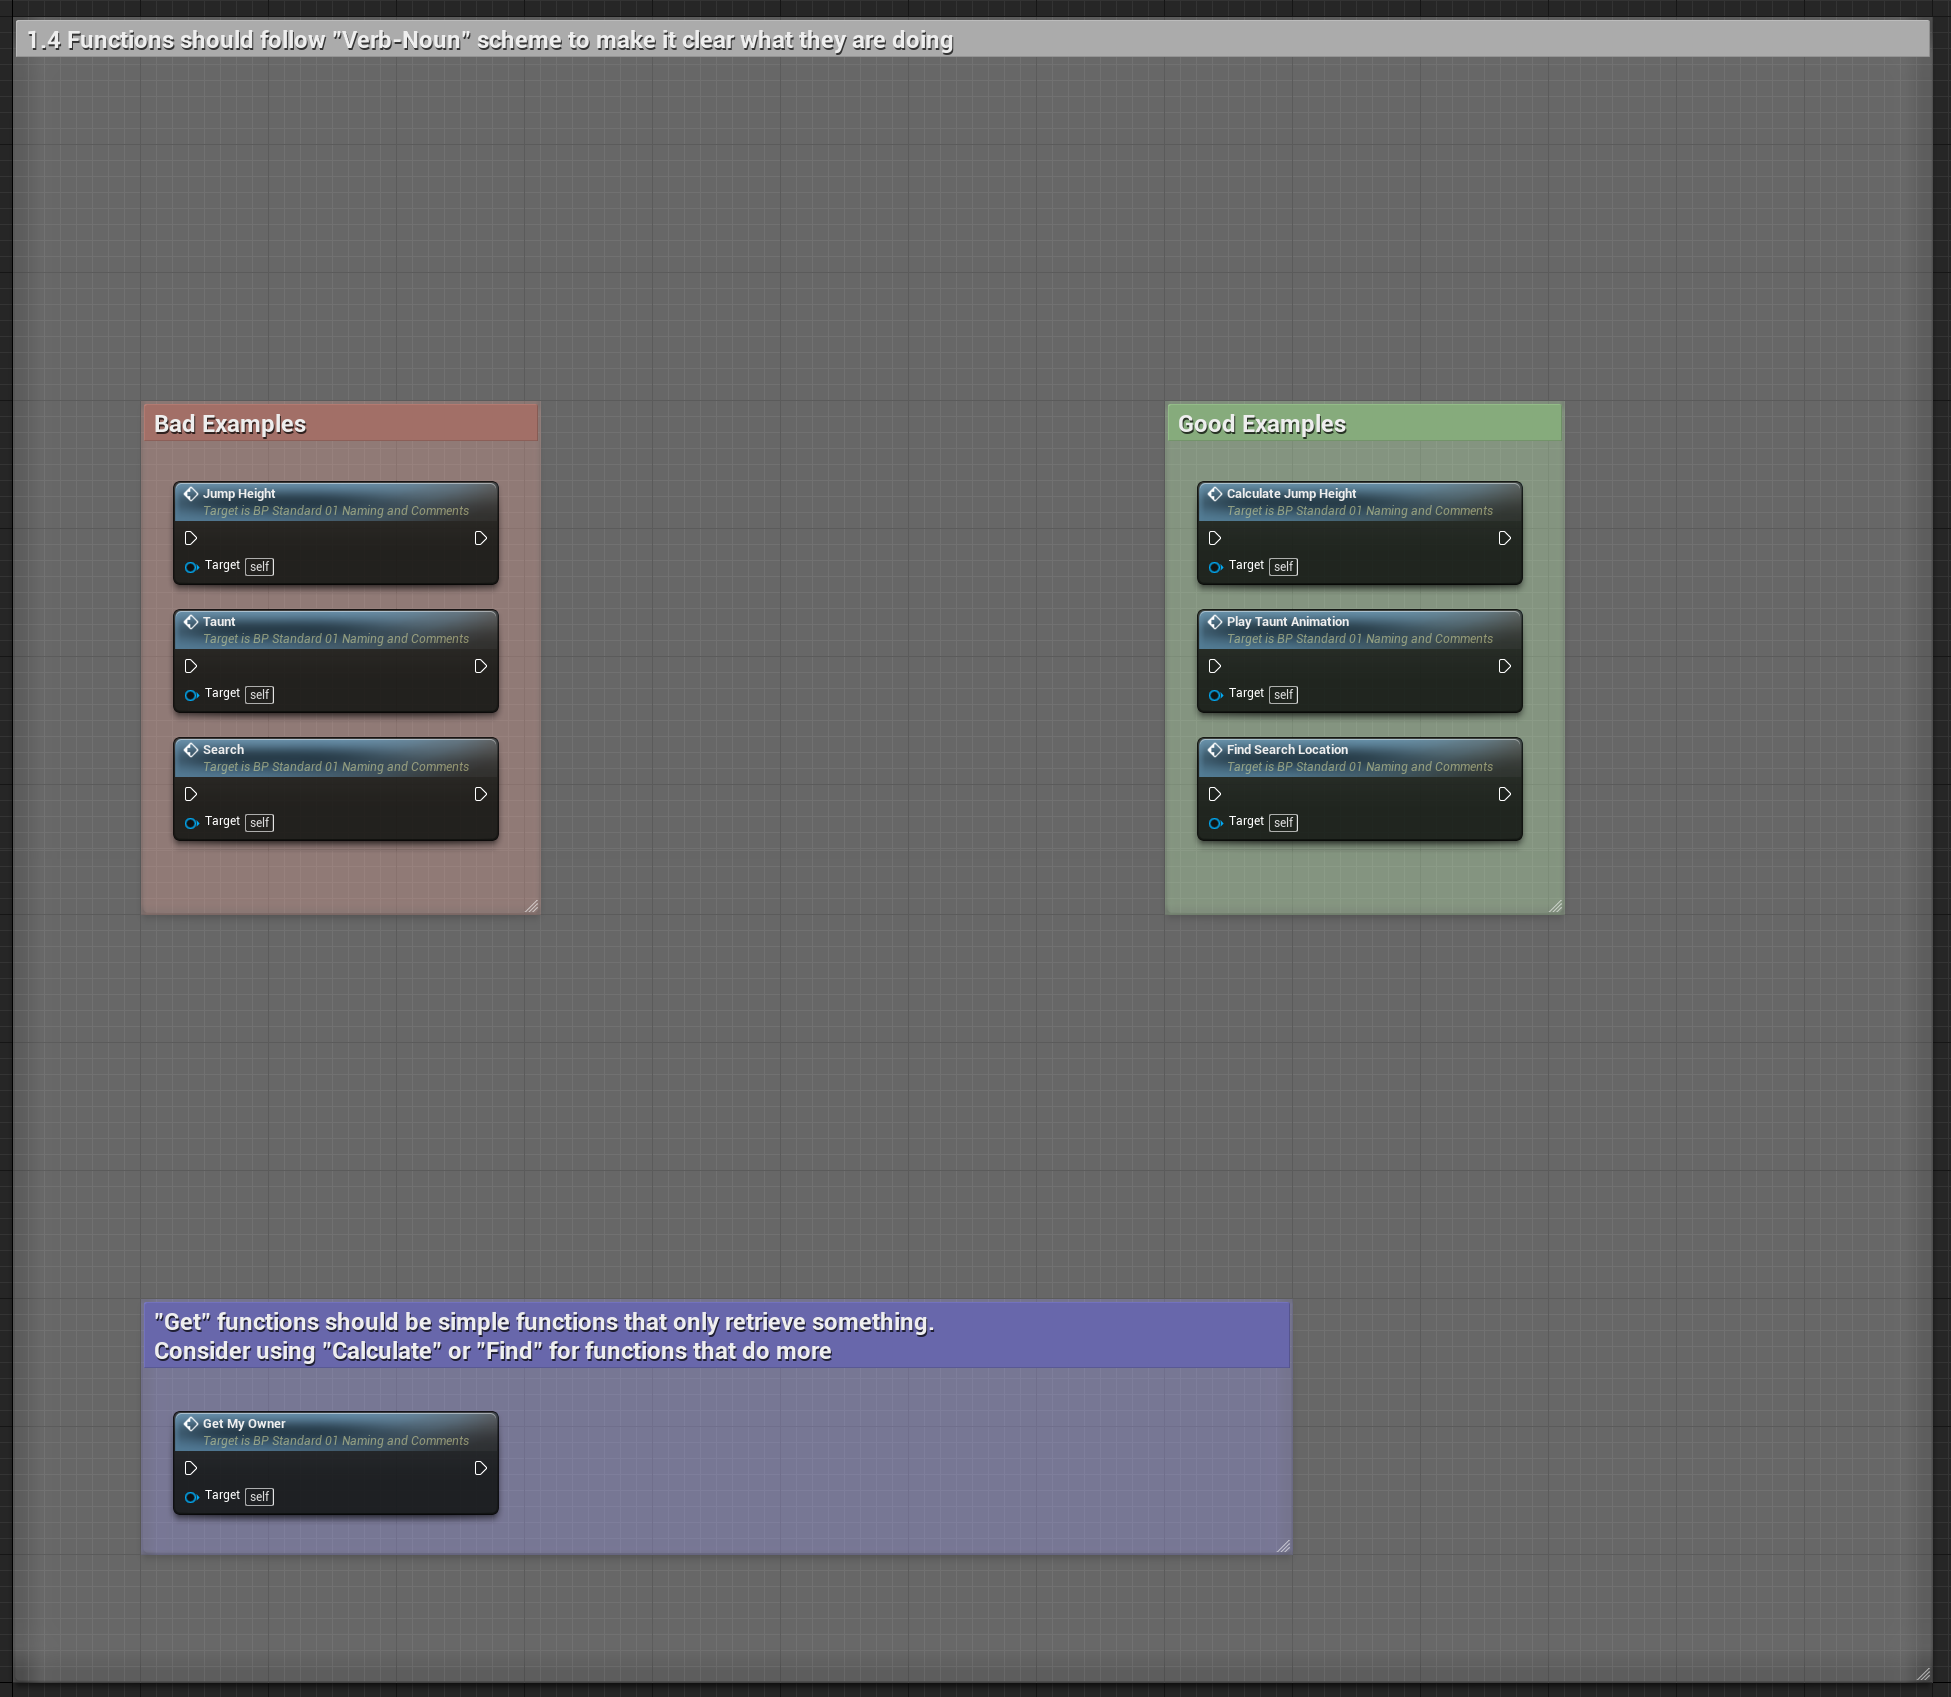 1.4 Functions should follow "Verb-Noun" scheme to make it clear what they are doing
Bad Examples
Jump Height
Target is BP Standard 01 Naming and Comments
Target self
Taunt
Target is BP Standard 01 Naming and Comments
Target self
Search
Target is BP Standard 01 Naming and Comments
Target self
Good Examples
Calculate Jump Height
Target is BP Standard 01 Naming and Comments
Target self
Play Taunt Animation
Target is BP Standard 01 Naming and Comments
Target self
Find Search Location
Target is BP Standard 01 Naming and Comments
Target self
"Get" functions should be simple functions that only retrieve something.
Consider using "Calculate" or "Find" for functions that do more
Get My Owner
Target is BP Standard 01 Naming and Comments
Target self